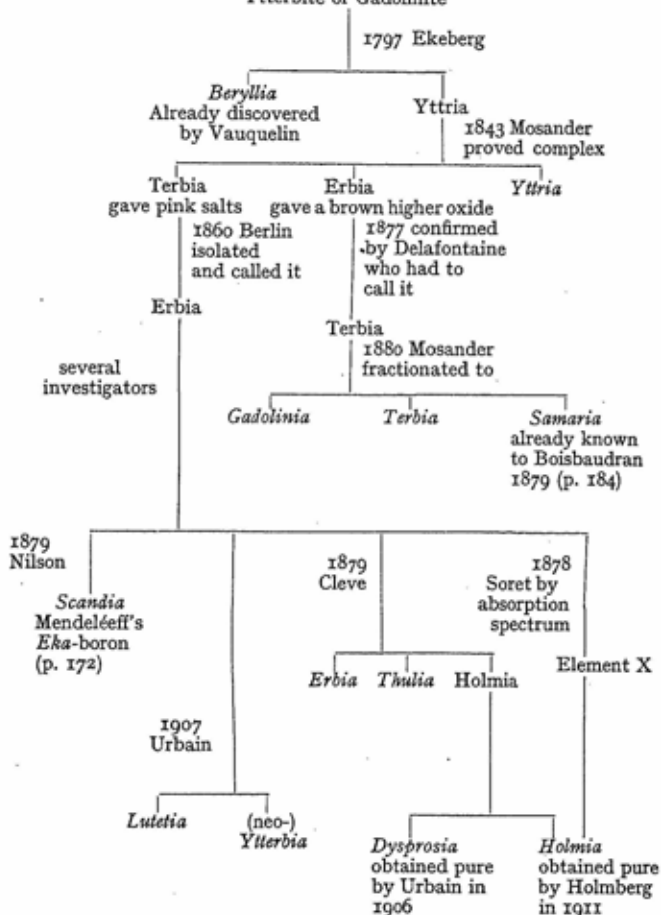 Ytterbite or Gadolinite
1797 Ekeberg
Beryllia
Already discovered
by Vauquelin
Yttria
1843 Mosander
proved complex
Terbia
gave pink salts
Erbia
gave a brown higher oxide
Yttria
1860 Berlin
isolated
and called it
1877 confirmed
by Delafontaine
who had to
call it
Erbia
Terbia
1880 Mosander
fractionated to
several
investigators
Gadolinia
Terbia
Samaria
already known
to Boisbaudran
1879 (p. 184)
1879
Nilson
Scandia
Mendeléeff's
Eka-boron
(p. 172)
1879
Cleve
1878
Soret by
absorption
spectrum
Erbia
Thulia
Holmia
Element X
1907
Urbain
Lutetia
(neo-)
Ytterbia
Dysprosia
obtained pure
by Urbain in
1906
Holmia
obtained pure
by Holmberg
in 1911